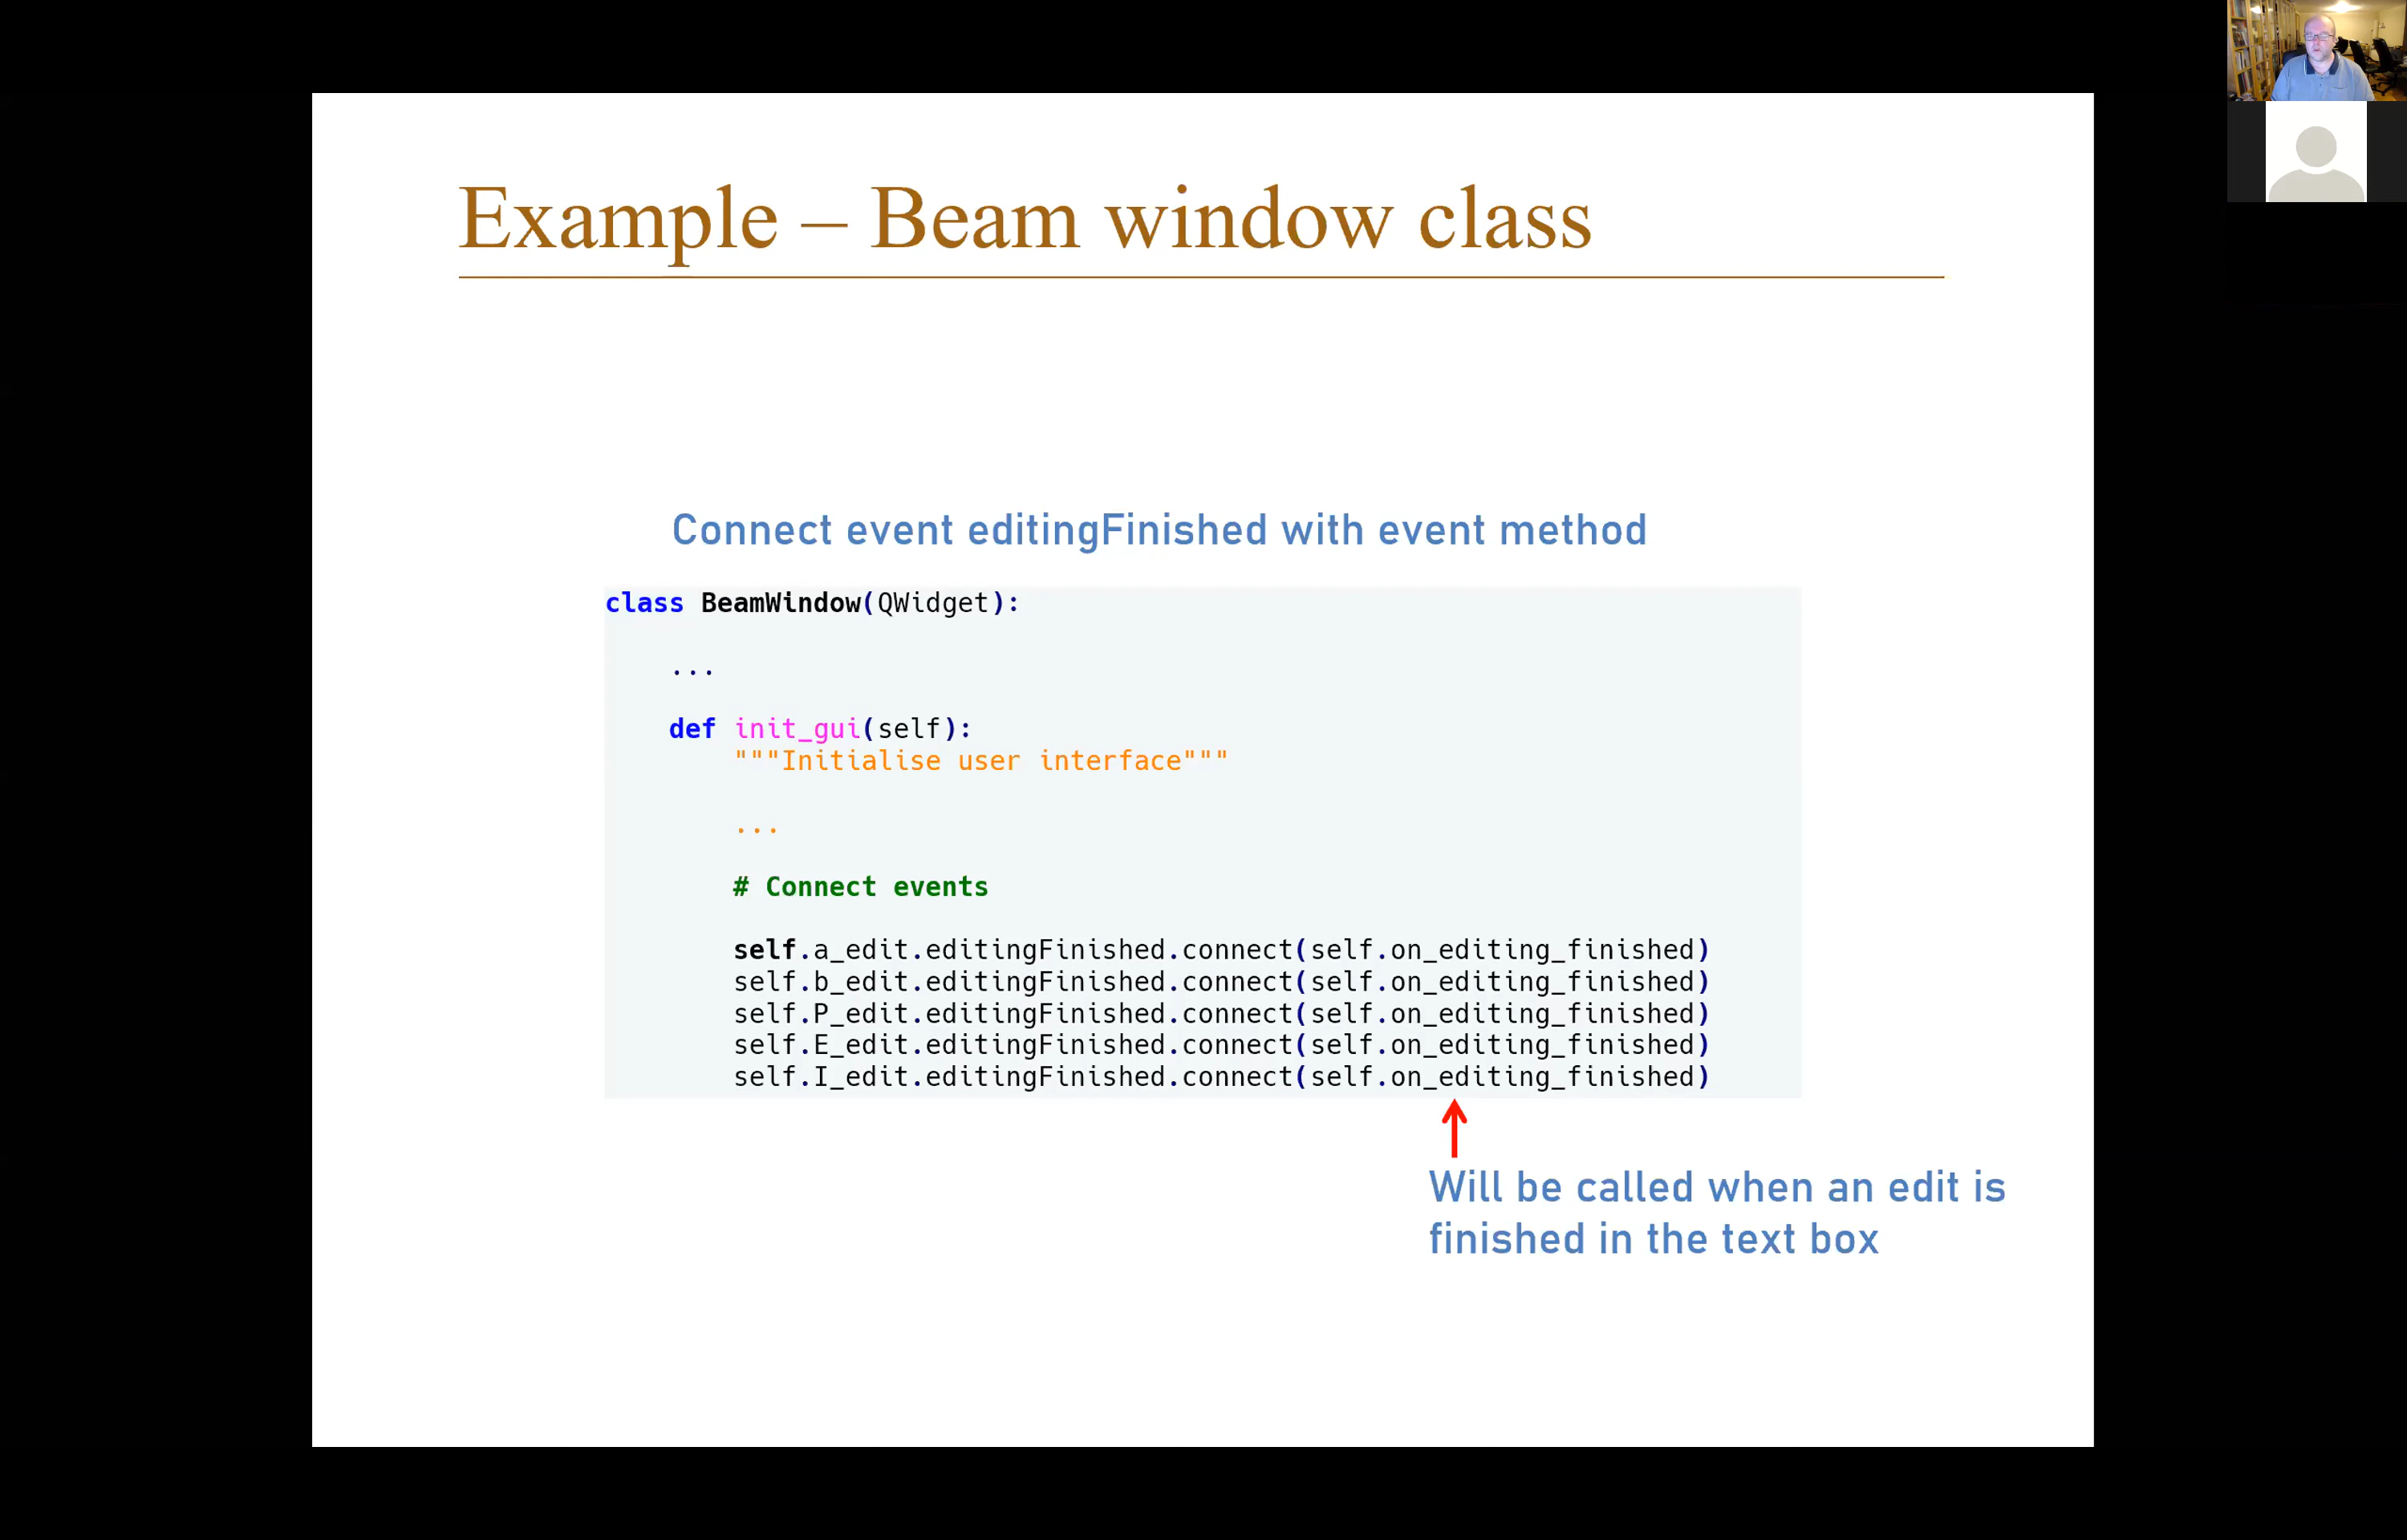 Example – Beam window class
Connect event editingFinished with event method
class BeamWindow(QWidget):
...
def init_gui(self):
"""Initialise user interface"""
...
# Connect events
self.a_edit.editingFinished.connect(self.on_editing_finished)
self.b_edit.editingFinished.connect(self.on_editing_finished)
self.P_edit.editingFinished.connect(self.on_editing_finished)
self.E_edit.editingFinished.connect(self.on_editing_finished)
self.I_edit.editingFinished.connect(self.on_editing_finished)
Will be called when an edit is
finished in the text box